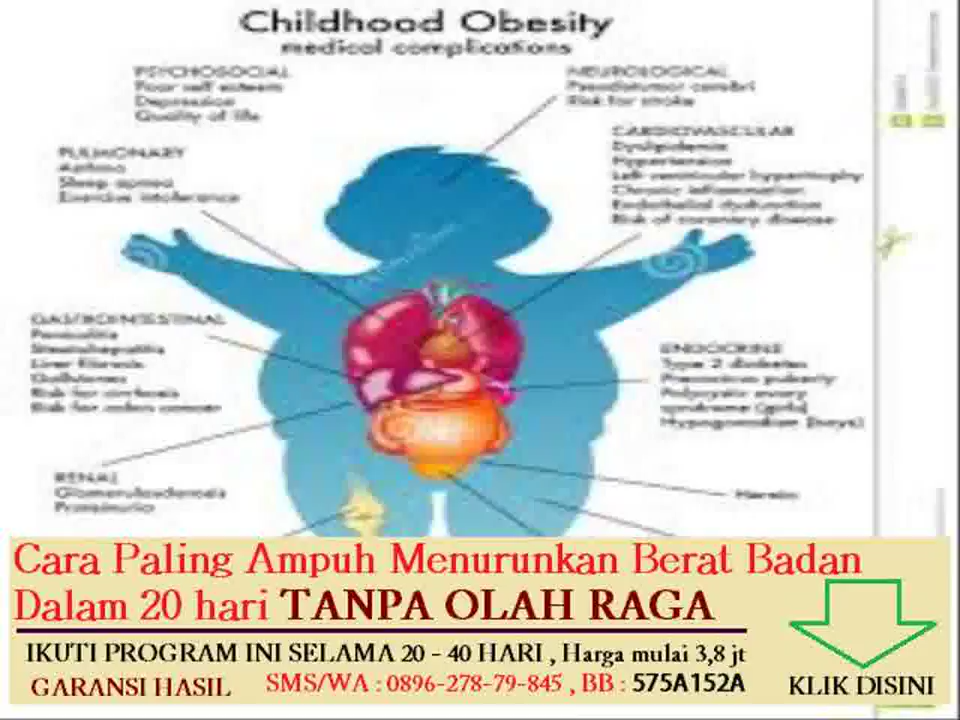 Childhood Obesity
medical complications
PSYCHOSOCIAL
Poor self esteem
Depression
Quality of life
NEUROLOGICAL
Pseudotumor cerebri
Risk for stroke
CARDIOVASCULAR
Dyslipidemia
Hypertension
Left ventricular hypertrophy
Chronic inflammation
Endothelial dysfunction
Risk of coronary disease
PULMONARY
Asthma
Sleep apnea
Exercise intolerance
GASTROINTESTINAL
Steatohepatitis
Liver fibrosis
Gallstones
Risk for cirrhosis
Risk for colon cancer
ENDOCRINE
Type 2 diabetes
Precocious puberty
Polycystic ovary
syndrome (girls)
Hypogonadism (boys)
RENAL
Glomerulosclerosis
Proteinuria
Hernia
Cara Paling Ampuh Menurunkan Berat Badan
Dalam 20 hari TANPA OLAH RAGA
IKUTI PROGRAM INI SELAMA 20 - 40 HARI , Harga mulai 3,8 jt
GARANSI HASIL SMS/WA : 0896-278-79-845 , BB : 575A152A
KLIK DISINI